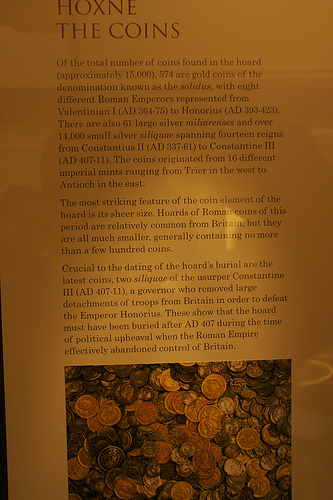 HOXNE
THE COINS
Of the total number of coins found in the hoard
(approximately 15,000), 574 are gold coins of the
denomination known as the solidus, with eight
different Roman Emperors represented from
Valentinian I (AD 364-75) to Honorius (AD 393-423).
There are also 61 large silver miliarenses and over
14,000 small silver siliquae spanning fourteen reigns
from Constantius II (AD 337-61) to Constantine III
(AD 407-11). The coins originated from 16 different
imperial mints ranging from Trier in the west to
Antioch in the east.
The most striking feature of the coin element of the
hoard is its sheer size. Hoards of Roman coins of this
period are relatively common from Britain, but they
are all much smaller, generally containing no more
than a few hundred coins.
Crucial to the dating of the hoard's burial are the
latest coins, two siliquae of the usurper Constantine
III (AD 407-11), a governor who removed large
detachments of troops from Britain in order to defeat
the Emperor Honorius. These show that the hoard
must have been buried after AD 407 during the time
of political upheaval when the Roman Empire
effectively abandoned control of Britain.